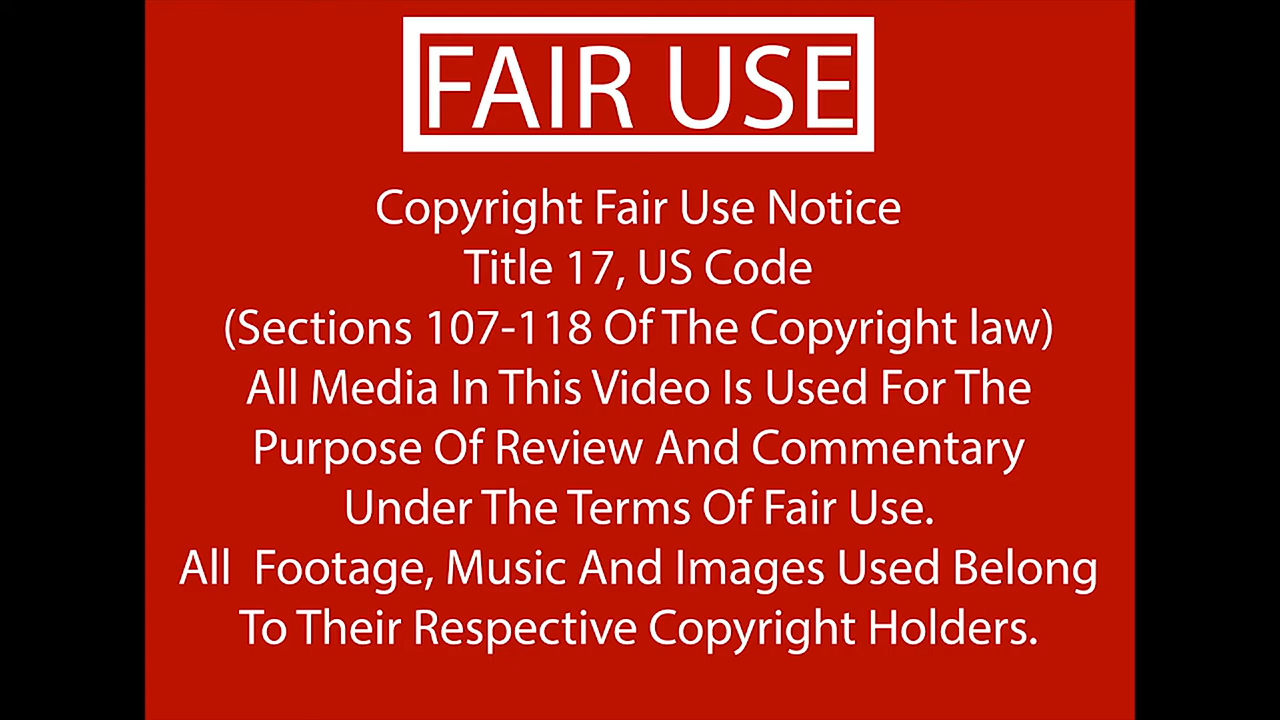 FAIR USE
Copyright Fair Use Notice
Title 17, US Code
(Sections 107-118 Of The Copyright law)
All Media In This Video Is Used For The
Purpose Of Review And Commentary
Under The Terms Of Fair Use.
All  Footage, Music And Images Used Belong
To Their Respective Copyright Holders.